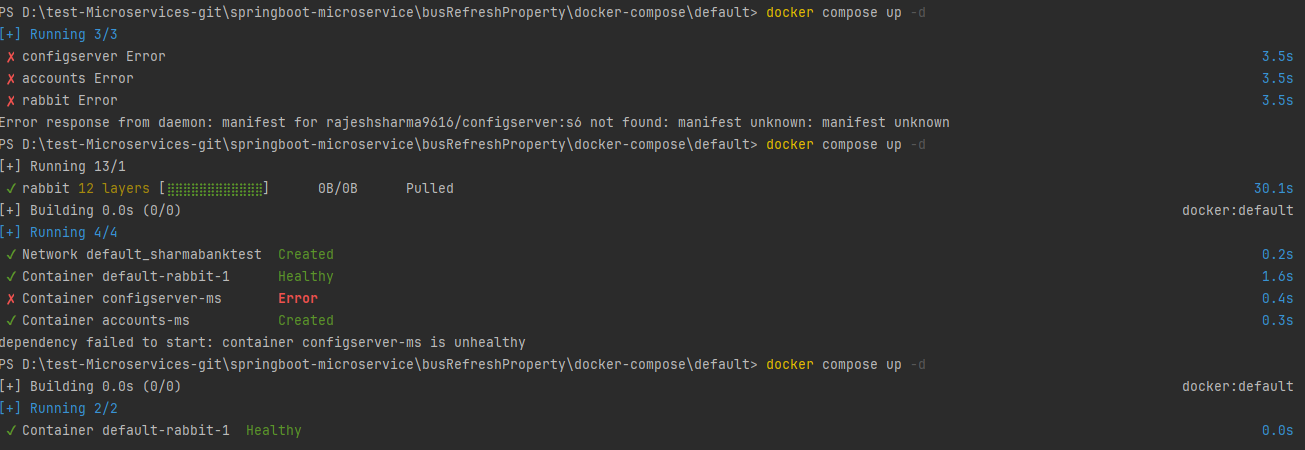 PS D:\test-Microservices-git\springboot-microservice\busRefreshProperty\docker-compose\default> docker compose up -d
[+] Running 3/3
✗ configserver Error 3.5s
✗ accounts Error 3.5s
✗ rabbit Error 3.5s
Error response from daemon: manifest for rajeshsharma9616/configserver:s6 not found: manifest unknown: manifest unknown
PS D:\test-Microservices-git\springboot-microservice\busRefreshProperty\docker-compose\default> docker compose up -d
[+] Running 13/1
✓ rabbit 12 layers [⣿⣿⣿⣿⣿⣿⣿⣿⣿⣿⣿⣿] 0B/0B Pulled 30.1s
[+] Building 0.0s (0/0) docker:default
[+] Running 4/4
✓ Network default_sharmabanktest Created 0.2s
✓ Container default-rabbit-1 Healthy 1.6s
✗ Container configserver-ms Error 0.4s
✓ Container accounts-ms Created 0.3s
dependency failed to start: container configserver-ms is unhealthy
PS D:\test-Microservices-git\springboot-microservice\busRefreshProperty\docker-compose\default> docker compose up -d
[+] Building 0.0s (0/0) docker:default
[+] Running 2/2
✓ Container default-rabbit-1 Healthy 0.0s